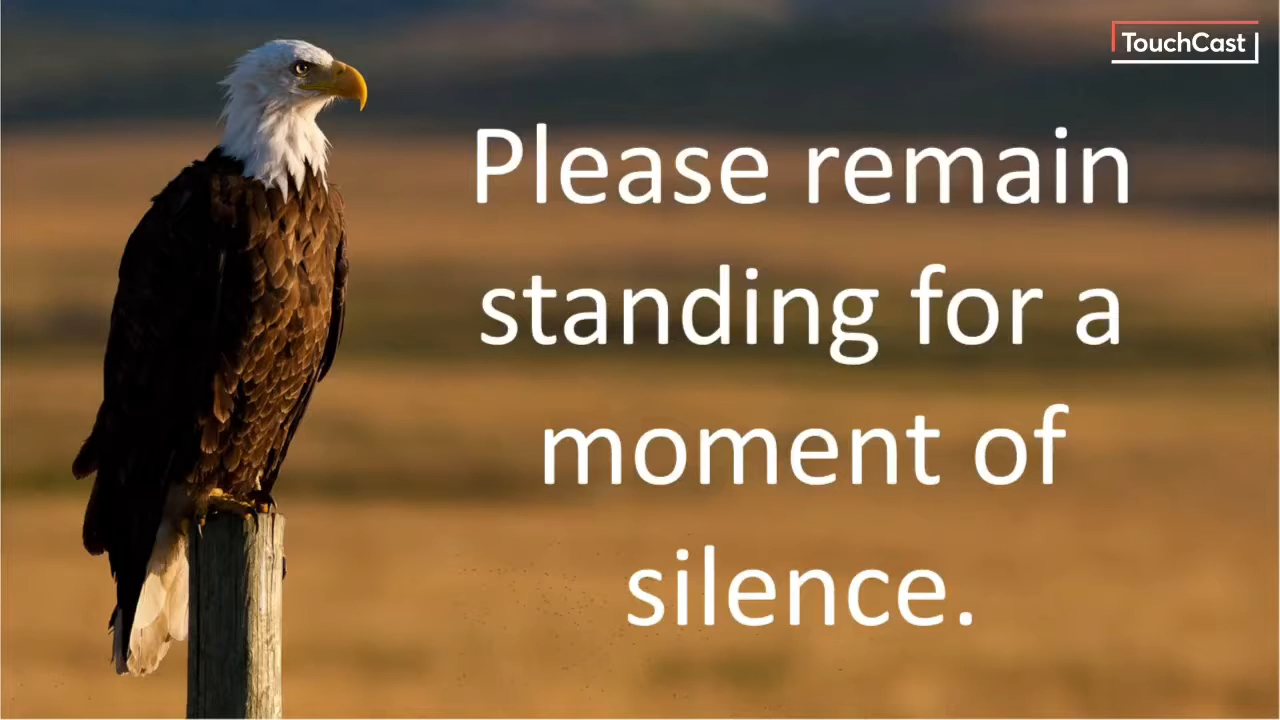 TouchCast
Please remain
standing for a
moment of
silence.